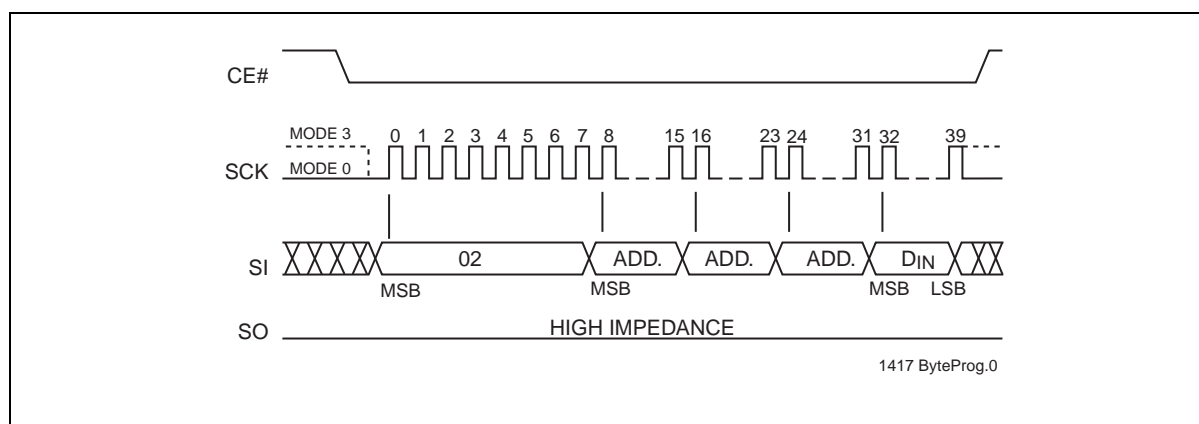 CE#
MODE 3
0 1 2 3 4 5 6 7 8 15 16 23 24 31 32 39
SCK
MODE 0
SI
02 ADD. ADD. ADD. DIN
MSB MSB MSB LSB
SO
HIGH IMPEDANCE
1417 ByteProg.0